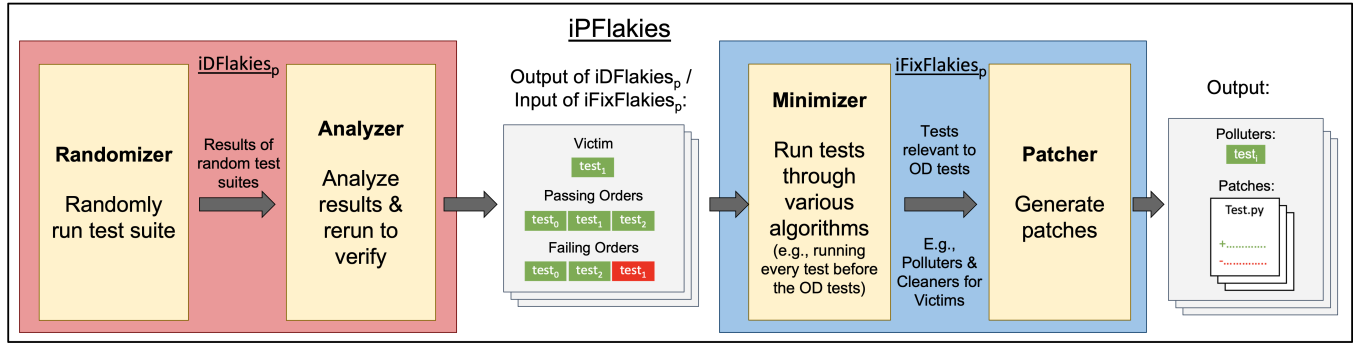 iPFlakies
iDFlakiesp
Randomizer
Randomly
run test suite
Results of
random test
suites
Analyzer
Analyze
results &
rerun to
verify
Output of iDFlakiesp /
Input of iFixFlakiesp:
Victim
test1
Passing Orders
test0 test1 test2
Failing Orders
test0 test2 test1
iFixFlakiesp
Minimizer
Run tests
through
various
algorithms
(e.g., running
every test before
the OD tests)
Tests
relevant to
OD tests
E.g.,
Polluters &
Cleaners for
Victims
Patcher
Generate
patches
Output:
Polluters:
testi
Patches:
Test.py
+.............
-.............